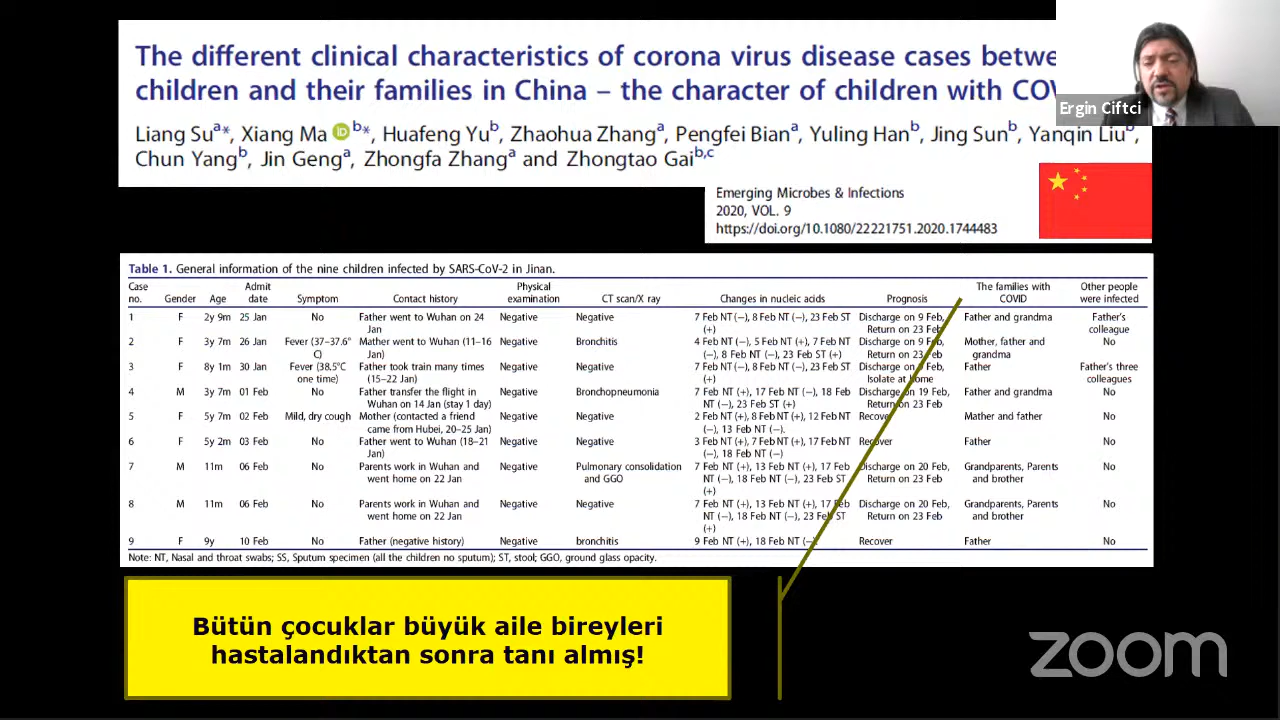 The different clinical characteristics of corona virus disease cases betwe
children and their families in China – the character of children with COV
Ergin Ciftci
Liang Suᵃ*, Xiang Ma iD ᵇ*, Huafeng Yuᵇ, Zhaohua Zhangᵃ, Pengfei Bianᵃ, Yuling Hanᵇ, Jing Sunᵇ, Yanqin Liuᵇ,
Chun Yangᵇ, Jin Gengᵃ, Zhongfa Zhangᵃ and Zhongtao Gaiᵇ,ᶜ
Emerging Microbes & Infections
2020, VOL. 9
https://doi.org/10.1080/22221751.2020.1744483
Table 1. General information of the nine children infected by SARS-CoV-2 in Jinan.
Case Admit Physical The families with Other people
no. Gender Age date Symptom Contact history examination CT scan/X ray Changes in nucleic acids Prognosis COVID were infected
1 F 2y 9m 25 Jan No Father went to Wuhan on 24 Negative Negative 7 Feb NT (−), 8 Feb NT (−), 23 Feb ST Discharge on 9 Feb, Father and grandma Father's
Jan) (+) Return on 23 Feb colleague
2 F 3y 7m 26 Jan Fever (37–37.6° Mather went to Wuhan (11–16 Negative Bronchitis 4 Feb NT (−), 5 Feb NT (+), 7 Feb NT Discharge on 9 Feb, Mother, father and No
C) Jan) (−), 8 Feb NT (−), 23 Feb ST (+) Return on 23 Feb grandma
3 F 8y 1m 30 Jan Fever (38.5°C Father took train many times Negative Negative 7 Feb NT (−), 8 Feb NT (−), 23 Feb ST Discharge on 9 Feb, Father Father's three
one time) (15–22 Jan) (+) Isolate at home colleagues
4 M 3y 7m 01 Feb No Father transfer the flight in Negative Bronchopneumonia 7 Feb NT (+), 17 Feb NT (−), 18 Feb Discharge on 19 Feb, Father and grandma No
Wuhan on 14 Jan (stay 1 day) NT (−), 23 Feb ST (+) Return on 23 Feb
5 F 5y 7m 02 Feb Mild, dry cough Mother (contacted a friend Negative Negative 2 Feb NT (+), 8 Feb NT (+), 12 Feb NT Recover Mother and father No
came from Hubei, 20–25 Jan) (−), 13 Feb NT (−).
6 F 5y 2m 03 Feb No Father went to Wuhan (18–21 Negative Negative 3 Feb NT (+), 7 Feb NT (+), 17 Feb NT Recover Father No
Jan) (−), 18 Feb NT (−)
7 M 11m 06 Feb No Parents work in Wuhan and Negative Pulmonary consolidation 7 Feb NT (+), 13 Feb NT (+), 17 Feb Discharge on 20 Feb, Grandparents, Parents No
went home on 22 Jan and GGO NT (−), 18 Feb NT (−), 23 Feb ST Return on 23 Feb and brother
(+)
8 M 11m 06 Feb No Parents work in Wuhan and Negative Negative 7 Feb NT (+), 13 Feb NT (+), 17 Feb Discharge on 20 Feb, Grandparents, Parents No
went home on 22 Jan NT (−), 18 Feb NT (−), 23 Feb ST Return on 23 Feb and brother
(+)
9 F 9y 10 Feb No Father (negative history) Negative bronchitis 9 Feb NT (+), 18 Feb NT (−) Recover Father No
Note: NT, Nasal and throat swabs; SS, Sputum specimen (all the children no sputum); ST, stool; GGO, ground glass opacity.
Bütün çocuklar büyük aile bireyleri
hastalandıktan sonra tanı almış!
zoom